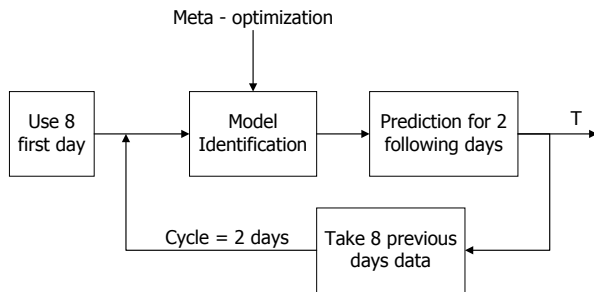 Meta - optimization
Use 8
first day
Model
Identification
Prediction for 2
following days
T
Cycle = 2 days
Take 8 previous
days data